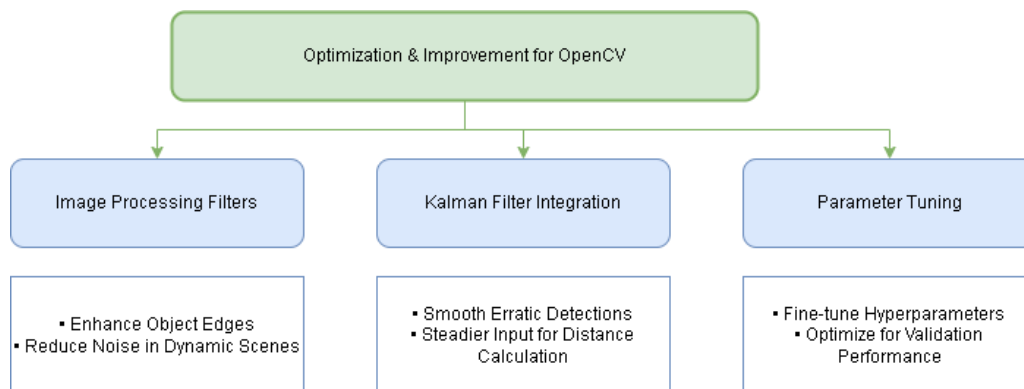 Optimization & Improvement for OpenCV
Image Processing Filters
Kalman Filter Integration
Parameter Tuning
▪ Enhance Object Edges
▪ Reduce Noise in Dynamic Scenes
▪ Smooth Erratic Detections
▪ Steadier Input for Distance
Calculation
▪ Fine-tune Hyperparameters
▪ Optimize for Validation
Performance